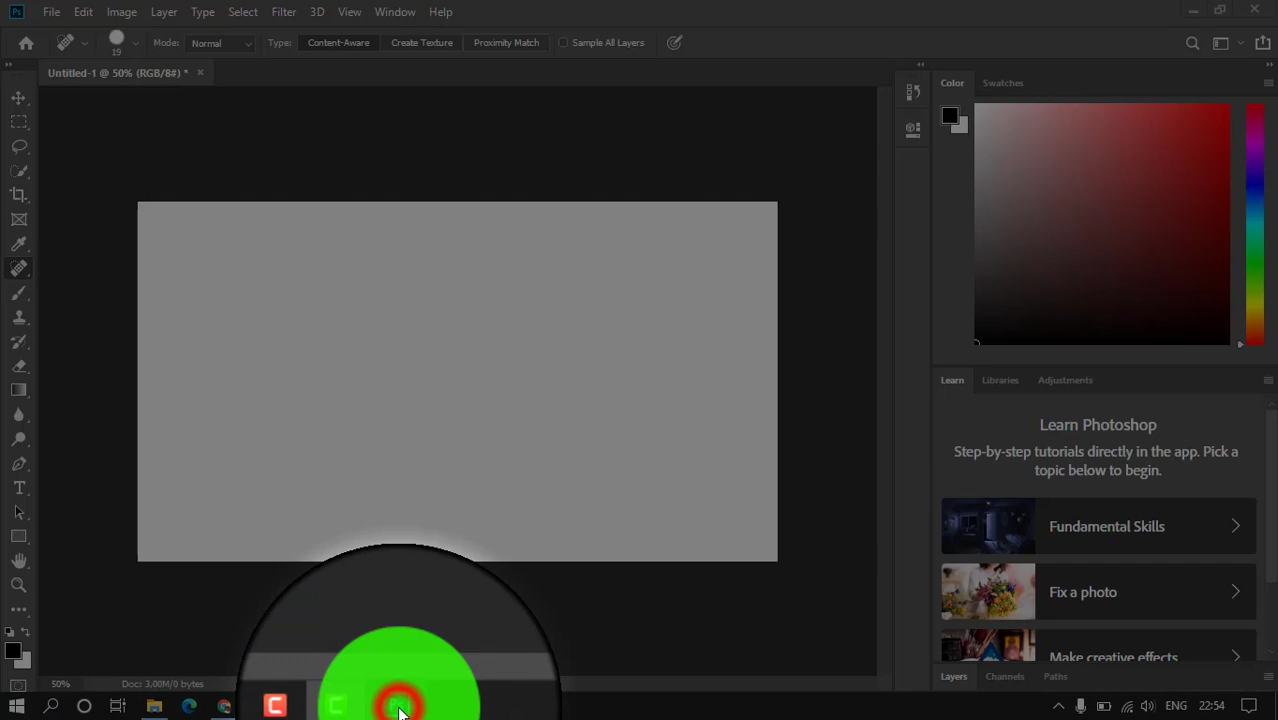 Ps File Edit Image Layer Type Select Filter 3D View Window Help
19 Mode: Normal Type: Content-Aware Create Texture Proximity Match Sample All Layers
Untitled-1 @ 50% (RGB/8#) * ×
Color Swatches
Learn Libraries Adjustments
Learn Photoshop
Step-by-step tutorials directly in the app. Pick a
topic below to begin.
Fundamental Skills
Fix a photo
Make creative effects
Layers Channels Paths
50% Doc: 3,00M/0 bytes
ENG 22:54